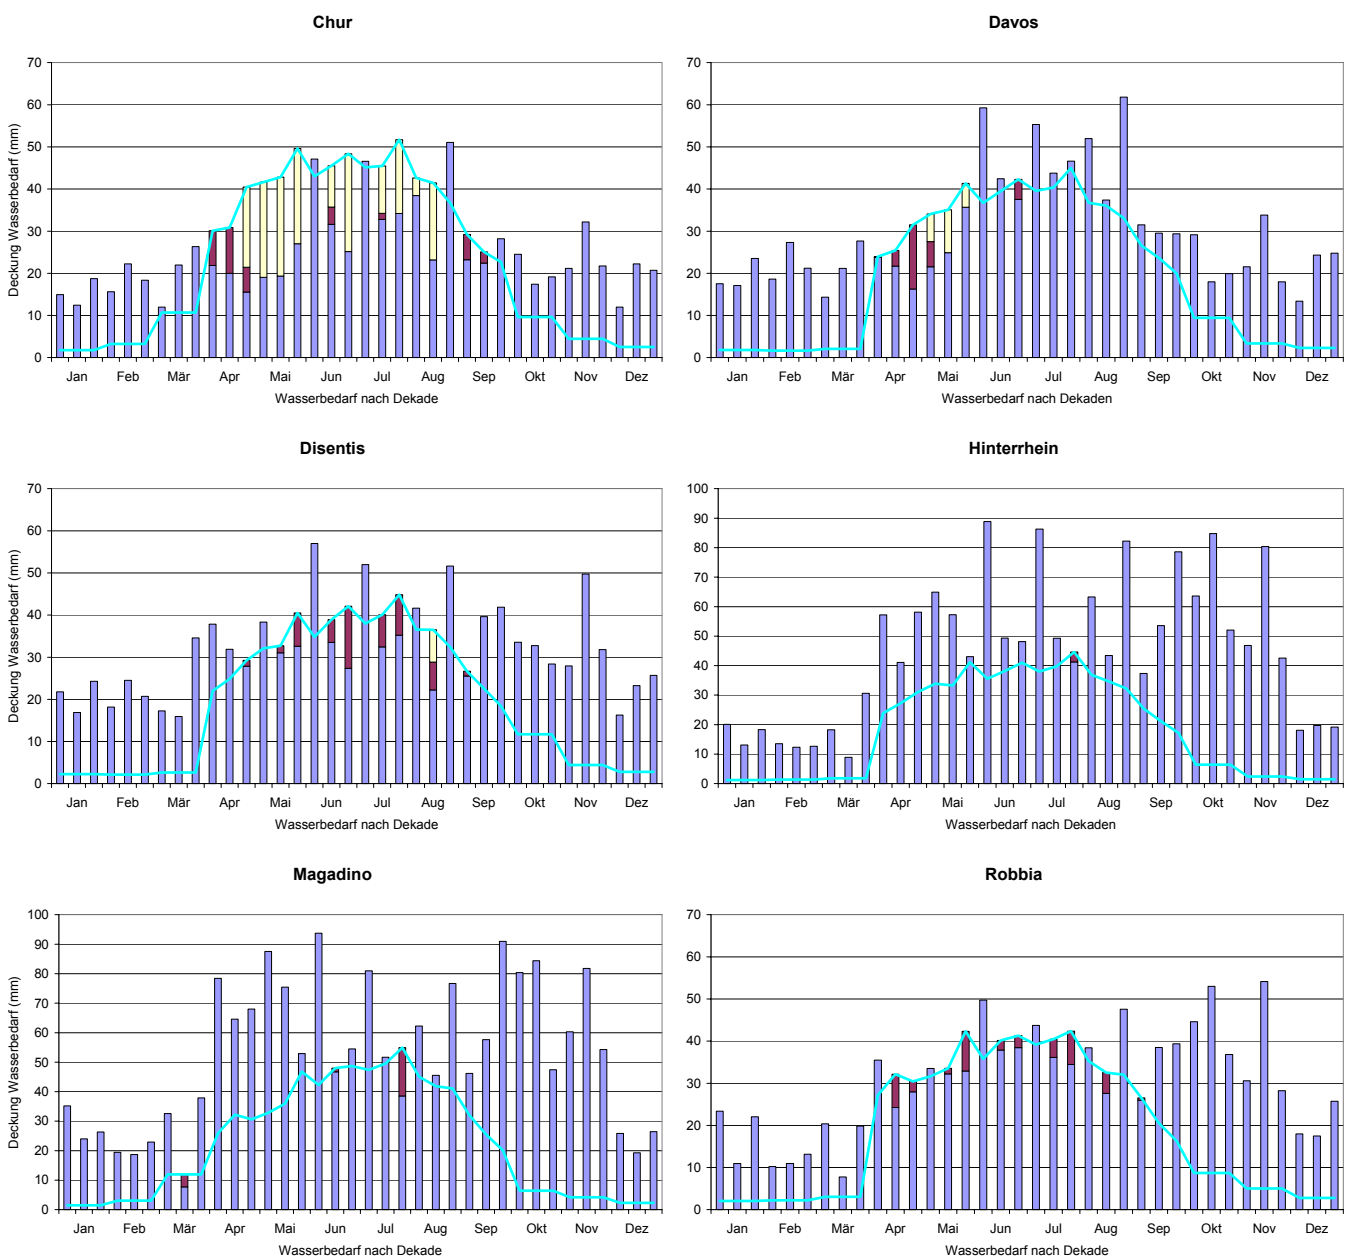 Chur
Deckung Wasserbedarf (mm)
70
60
50
40
30
20
10
0
Jan Feb Mär Apr Mai Jun Jul Aug Sep Okt Nov Dez
Wasserbedarf nach Dekade
Davos
70
60
50
40
30
20
10
0
Jan Feb Mär Apr Mai Jun Jul Aug Sep Okt Nov Dez
Wasserbedarf nach Dekaden
Disentis
Deckung Wasserbedarf (mm)
70
60
50
40
30
20
10
0
Jan Feb Mär Apr Mai Jun Jul Aug Sep Okt Nov Dez
Wasserbedarf nach Dekade
Hinterrhein
100
90
80
70
60
50
40
30
20
10
0
Jan Feb Mär Apr Mai Jun Jul Aug Sep Okt Nov Dez
Wasserbedarf nach Dekaden
Magadino
Deckung Wasserbedarf (mm)
100
90
80
70
60
50
40
30
20
10
0
Jan Feb Mär Apr Mai Jun Jul Aug Sep Okt Nov Dez
Wasserbedarf nach Dekade
Robbia
70
60
50
40
30
20
10
0
Jan Feb Mär Apr Mai Jun Jul Aug Sep Okt Nov Dez
Wasserbedarf nach Dekaden